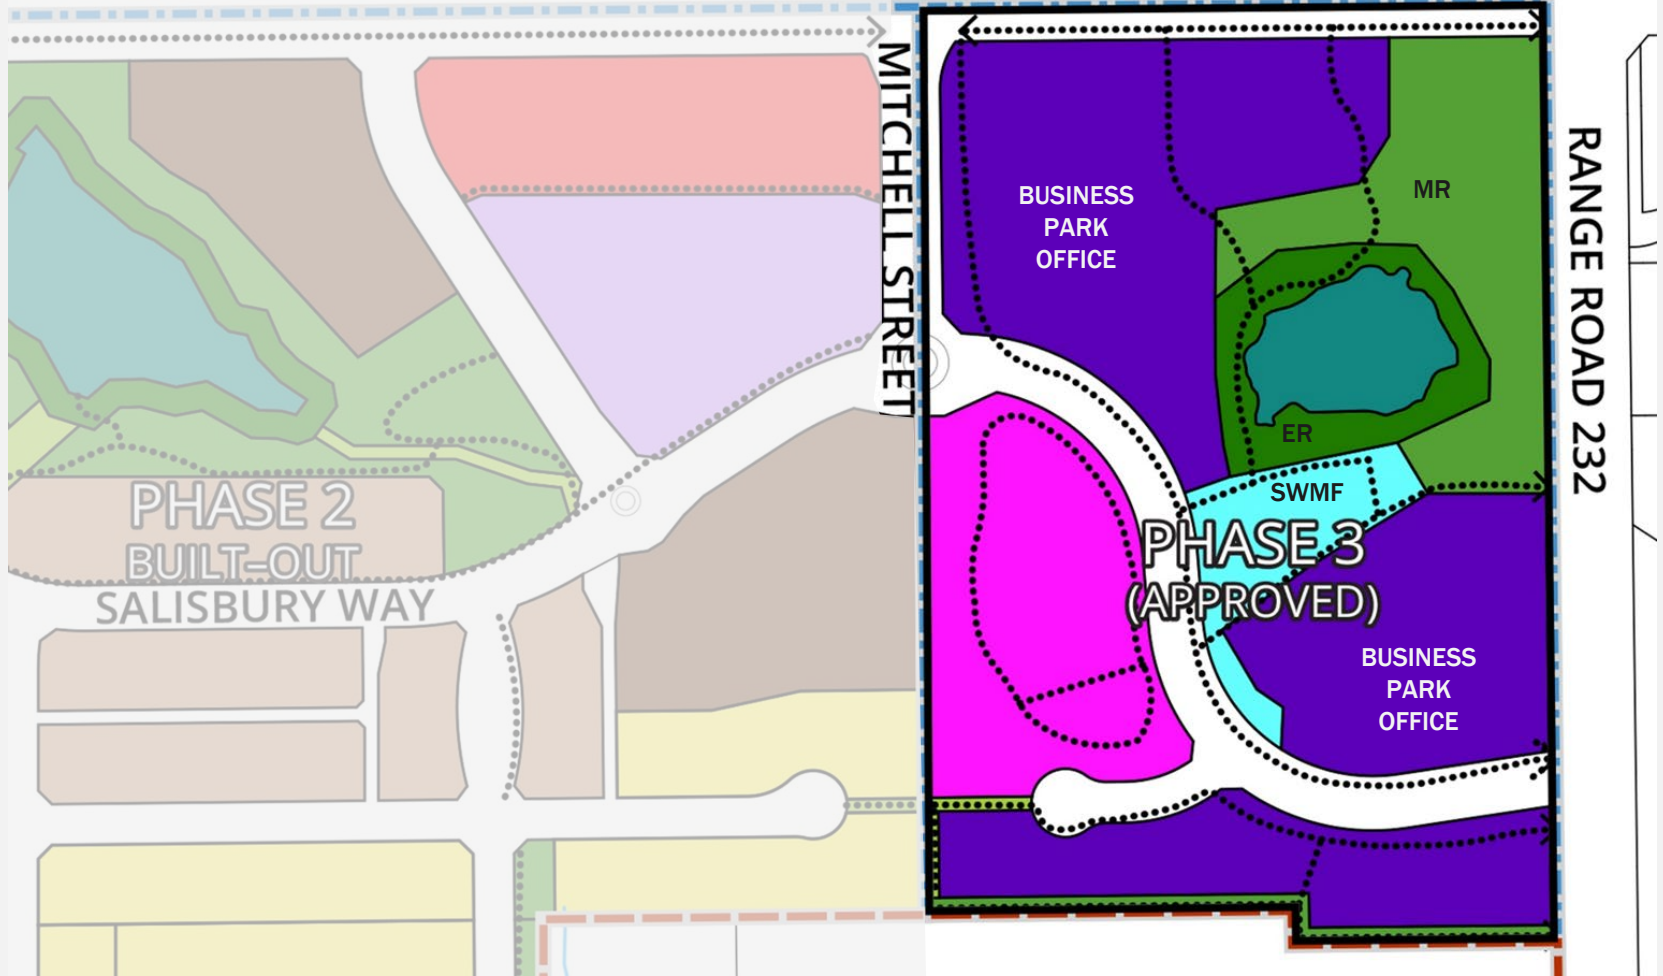 MITCHELL STREET
BUSINESS
PARK
OFFICE
MR
RANGE ROAD 232
ER
SWMF
PHASE 2
BUILT-OUT
SALISBURY WAY
PHASE 3
(APPROVED)
BUSINESS
PARK
OFFICE